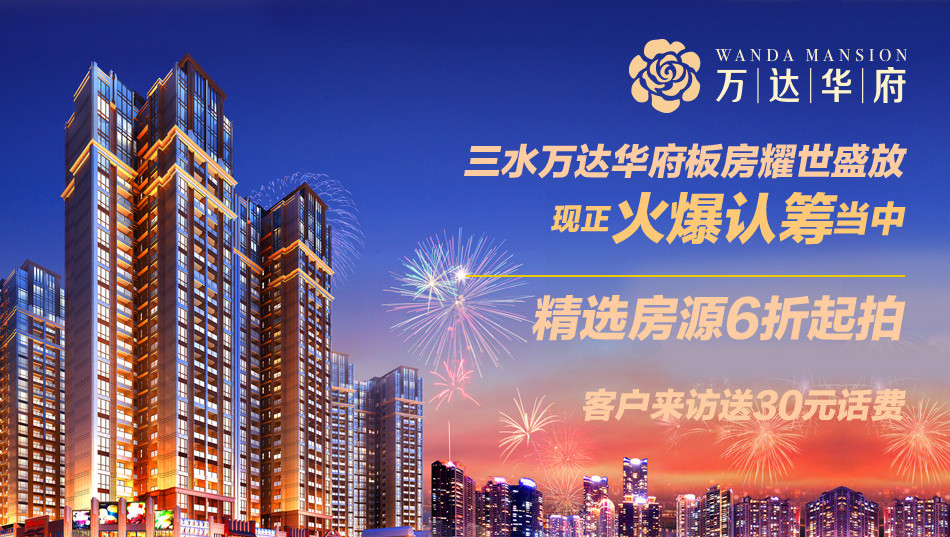 WANDA MANSION
万达华府
三水万达华府板房耀世盛放
现正火爆认筹当中
精选房源6折起拍
客户来访送30元话费